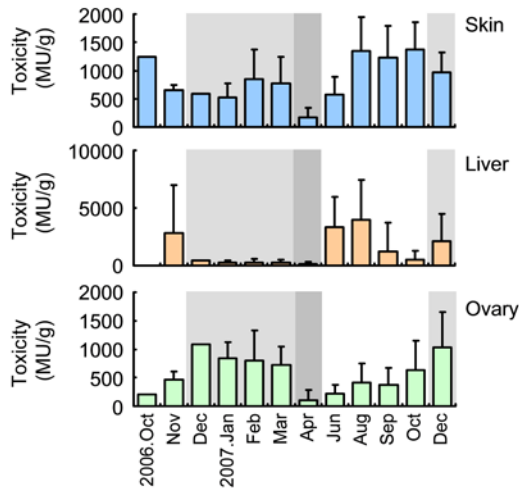 Skin
Toxicity
(MU/g)
2000
1500
1000
500
0
Liver
Toxicity
(MU/g)
10000
5000
0
Ovary
Toxicity
(MU/g)
2000
1500
1000
500
0
2006.Oct
Nov
Dec
2007.Jan
Feb
Mar
Apr
Jun
Aug
Sep
Oct
Dec